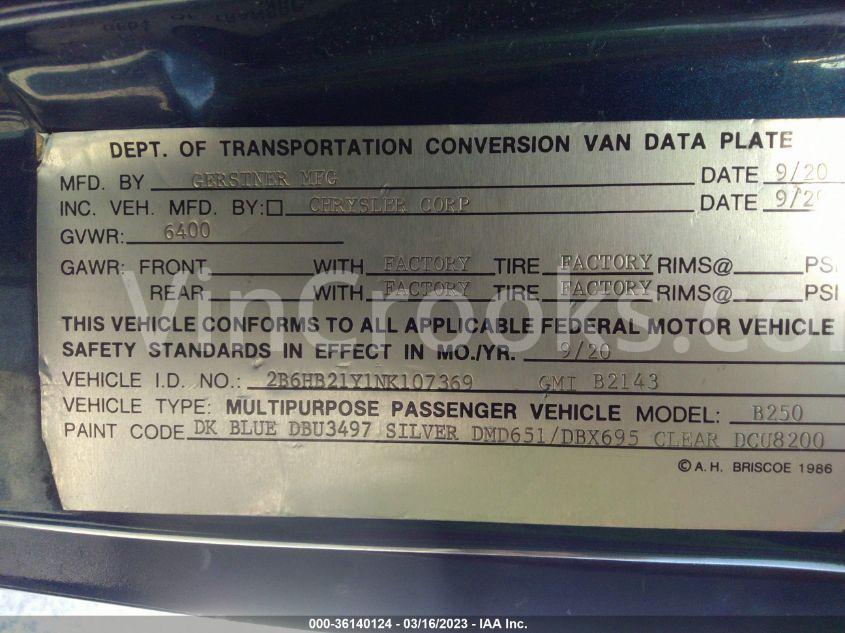 DEPT. OF TRANSPORTATION CONVERSION VAN DATA PLATE
MFD. BY GERSTNER MFG DATE 9/20
INC. VEH. MFD. BY: CHRYSLER CORP DATE 9/20
GVWR: 6400
GAWR: FRONT WITH FACTORY TIRE FACTORY RIMS@ PSI
REAR WITH FACTORY TIRE FACTORY RIMS@ PSI
VinCrooks.co
THIS VEHICLE CONFORMS TO ALL APPLICABLE FEDERAL MOTOR VEHICLE
SAFETY STANDARDS IN EFFECT IN MO./YR. 9/20
VEHICLE I.D. NO.: 2B6HB21Y1NK107369 GMI B2143
VEHICLE TYPE: MULTIPURPOSE PASSENGER VEHICLE MODEL: B250
PAINT CODE DK BLUE DBU3497 SILVER DMD651/DBX695 CLEAR DCU8200
© A.H. BRISCOE 1986
000-36140124 — 03/16/2023 — IAA Inc.